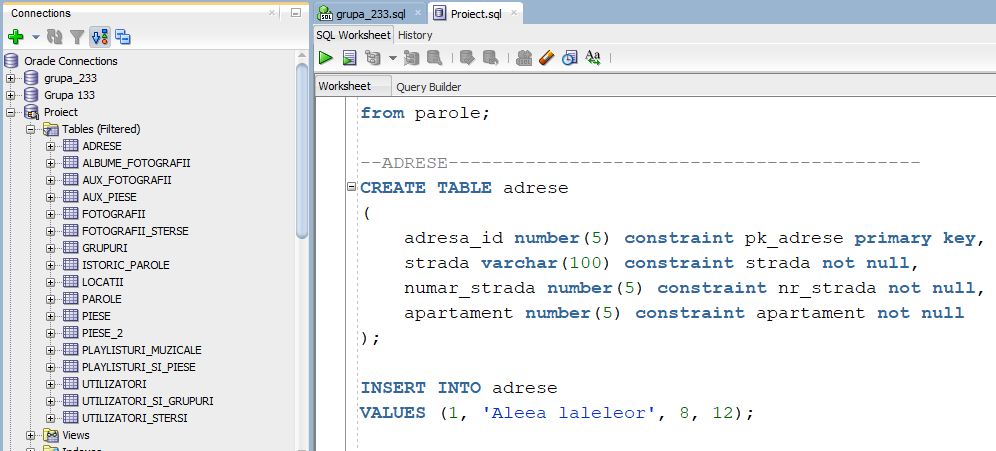 Connections
Oracle Connections
grupa_233
Grupa 133
Project
Tables (Filtered)
ADRESE
ALBUME_FOTOGRAFII
AUX_FOTOGRAFII
AUX_PIESE
FOTOGRAFII
FOTOGRAFII_STERSE
GRUPURI
ISTORIC_PAROLE
LOCATII
PAROLE
PIESE
PIESE_2
PLAYLISTURI_MUZICALE
PLAYLISTURI_SI_PIESE
UTILIZATORI
UTILIZATORI_SI_GRUPURI
UTILIZATORI_STERSI
Views
Indexes
grupa_233.sql
Project.sql
SQL Worksheet History
Worksheet Query Builder
from parole;
--ADRESE-------------------------------------------
CREATE TABLE adrese
(
adresa_id number(5) constraint pk_adrese primary key,
strada varchar(100) constraint strada not null,
numar_strada number(5) constraint nr_strada not null,
apartament number(5) constraint apartament not null
);
INSERT INTO adrese
VALUES (1, 'Aleea laleleor', 8, 12);